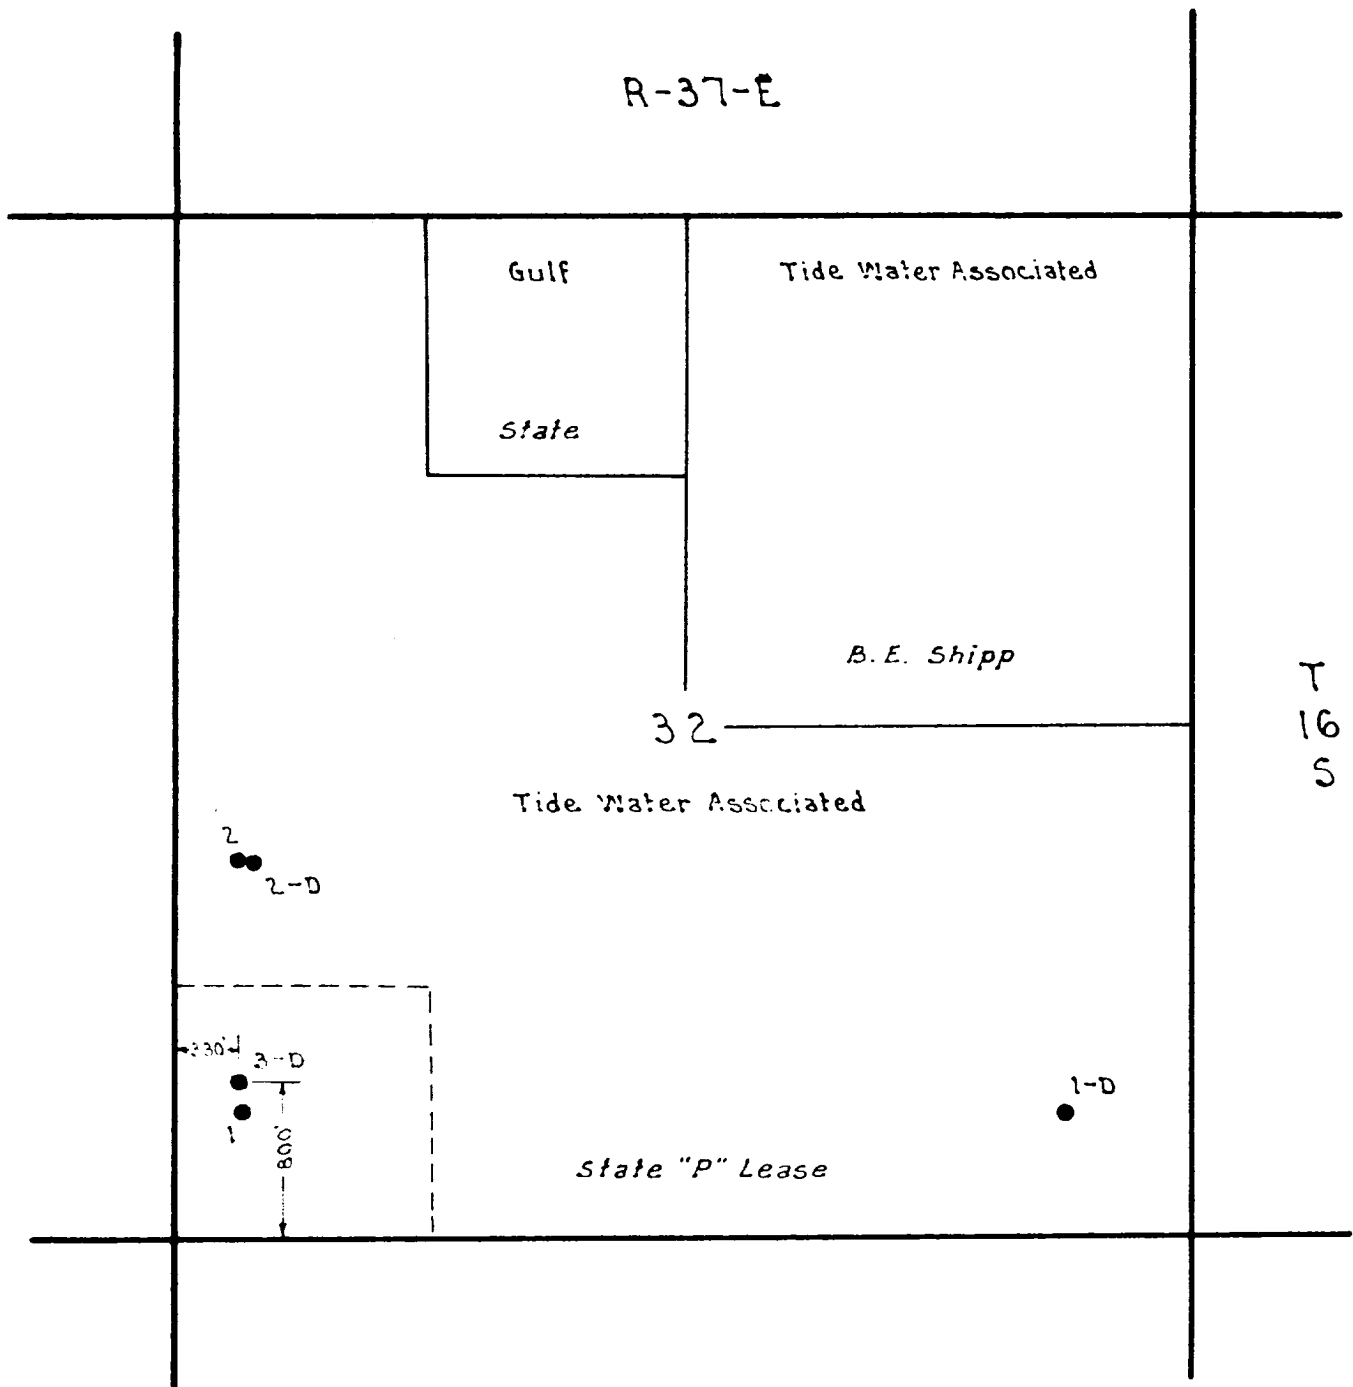 R-37-E
Gulf
Tide Water Associated
State
B.E. Shipp
T
16
S
32
Tide Water Associated
2
2-D
330'
3-D
1-D
1
800'
State "P" Lease